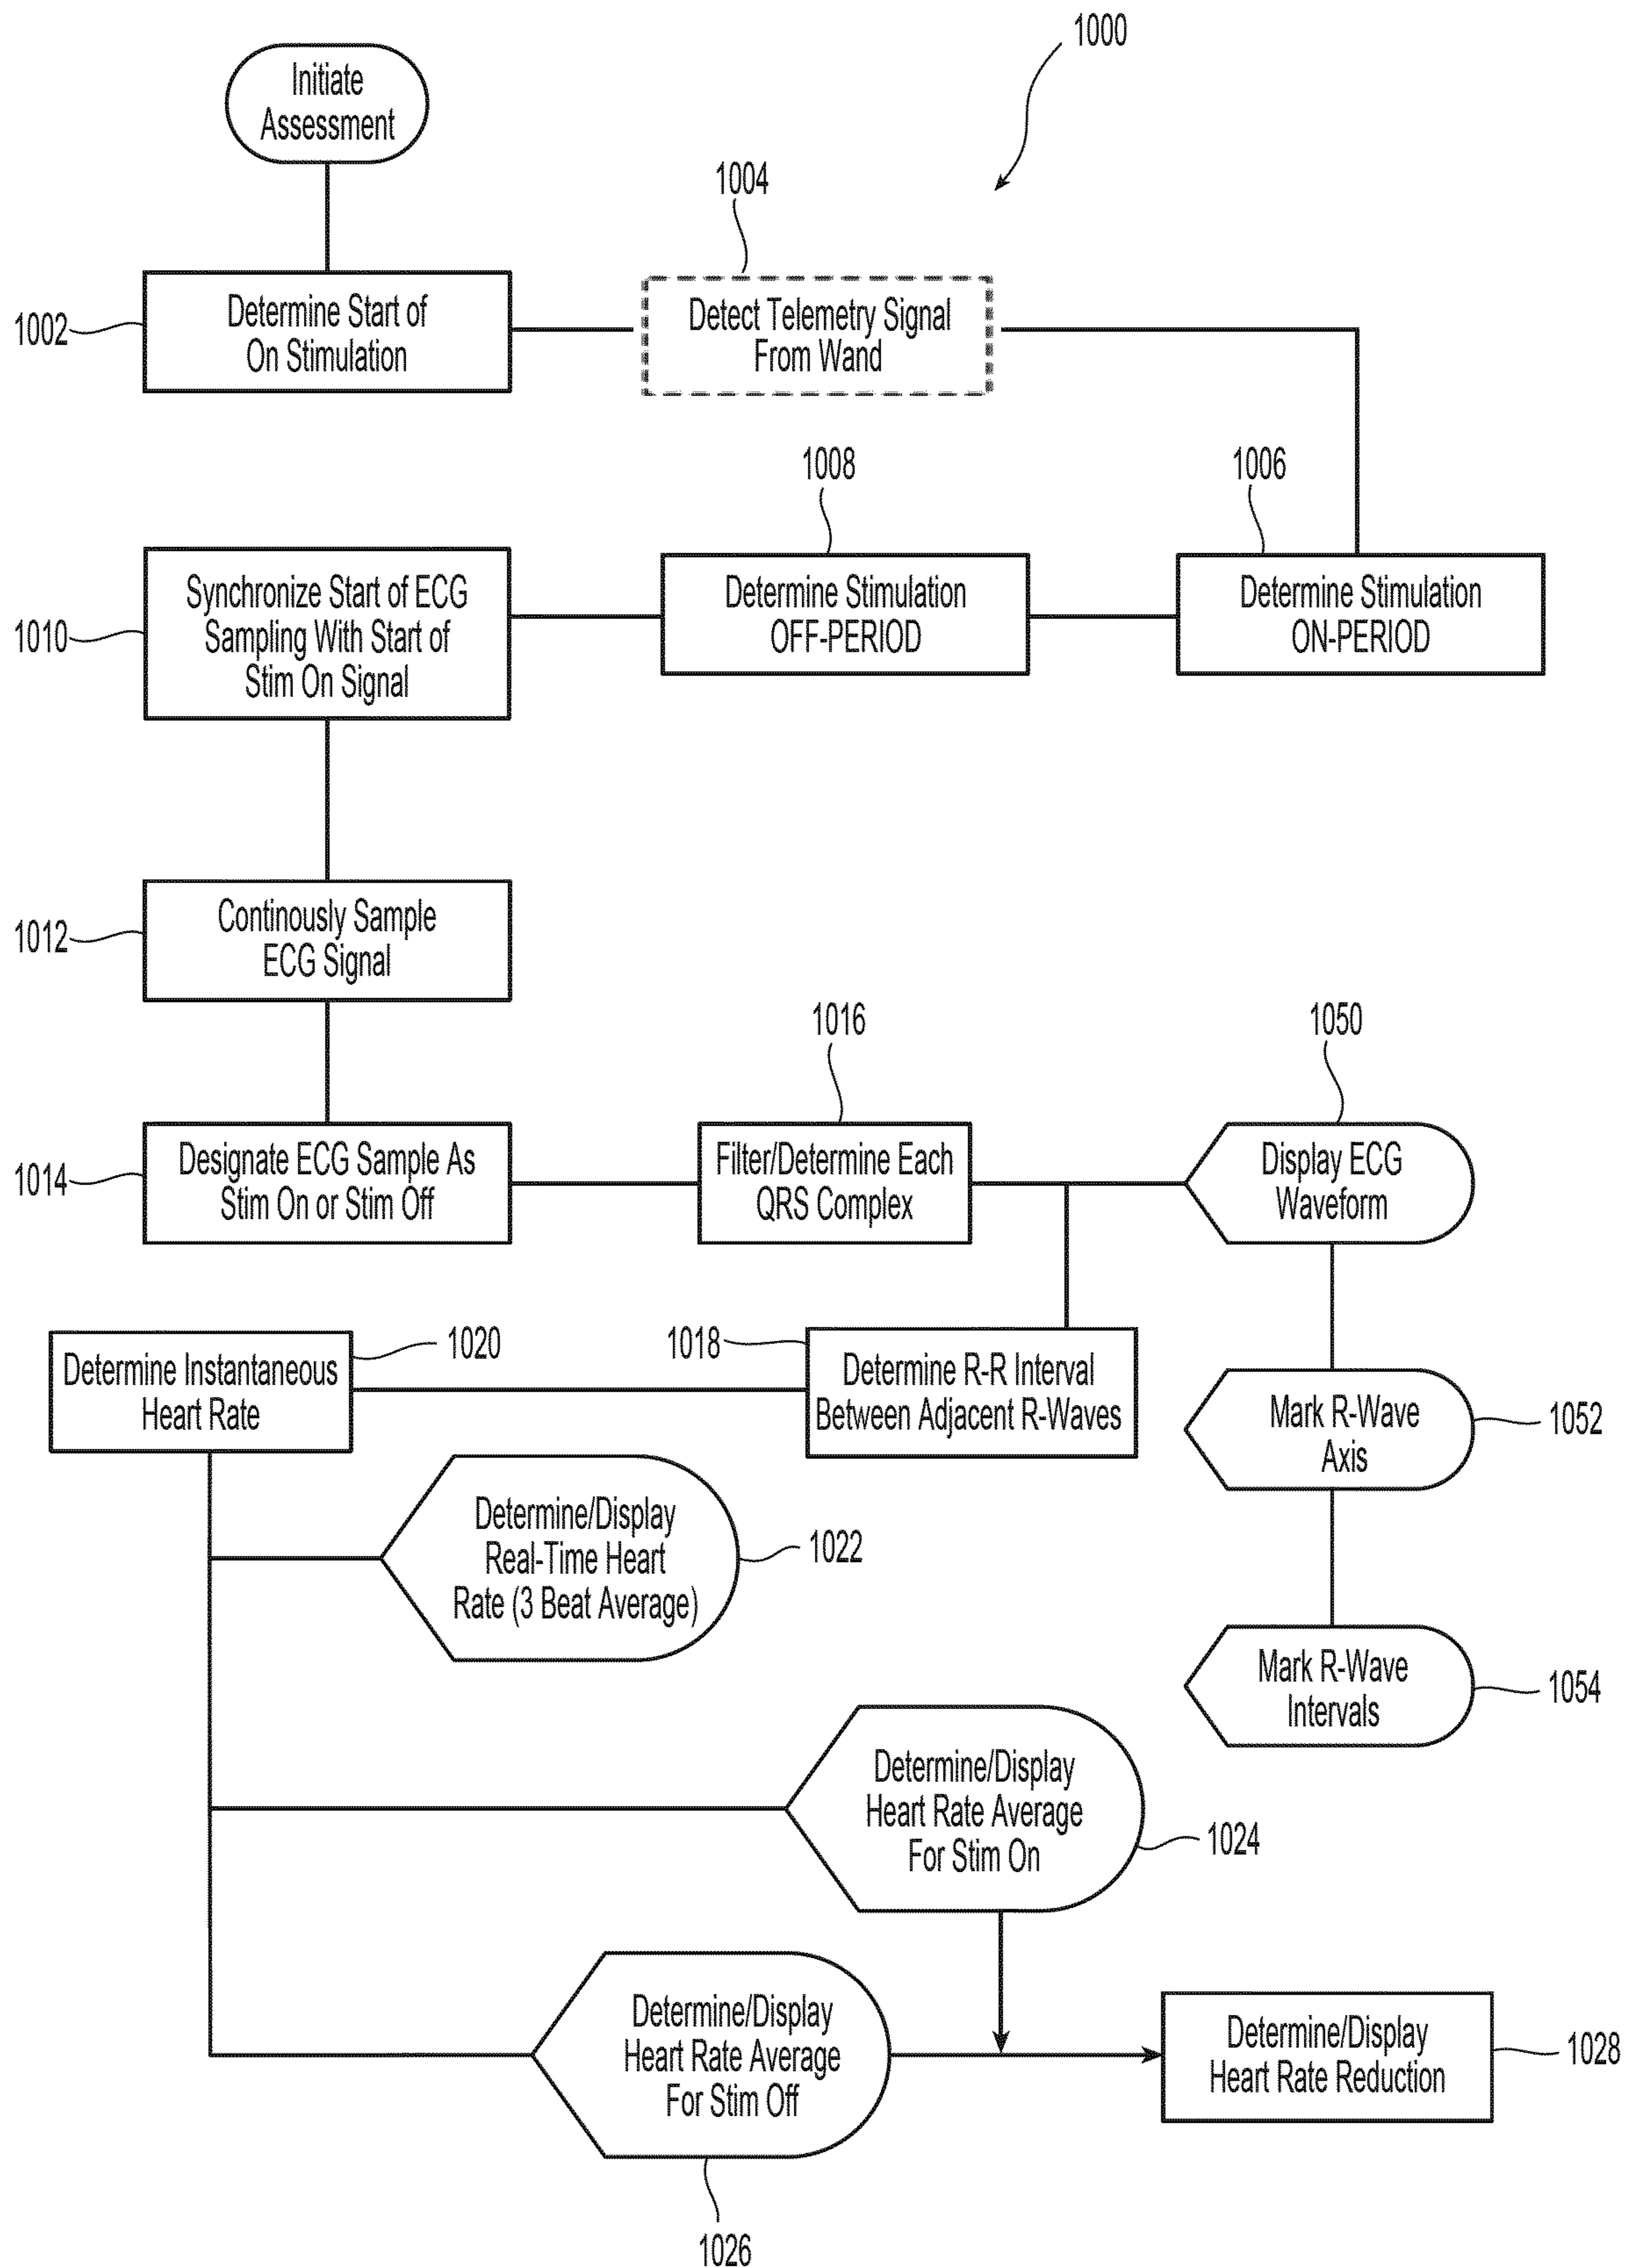 1000
Initiate
Assessment
1004
1002
Determine Start of
On Stimulation
Detect Telemetry Signal
From Wand
1008
1006
1010
Synchronize Start of ECG
Sampling With Start of
Stim On Signal
Determine Stimulation
OFF-PERIOD
Determine Stimulation
ON-PERIOD
1012
Continously Sample
ECG Signal
1016
1050
1014
Designate ECG Sample As
Stim On or Stim Off
Filter/Determine Each
QRS Complex
Display ECG
Waveform
Determine Instantaneous
Heart Rate
1020
1018
Determine R-R Interval
Between Adjacent R-Waves
Mark R-Wave
Axis
1052
Determine/Display
Real-Time Heart
Rate (3 Beat Average)
1022
Mark R-Wave
Intervals
1054
Determine/Display
Heart Rate Average
For Stim On
1024
Determine/Display
Heart Rate Average
For Stim Off
Determine/Display
Heart Rate Reduction
1028
1026